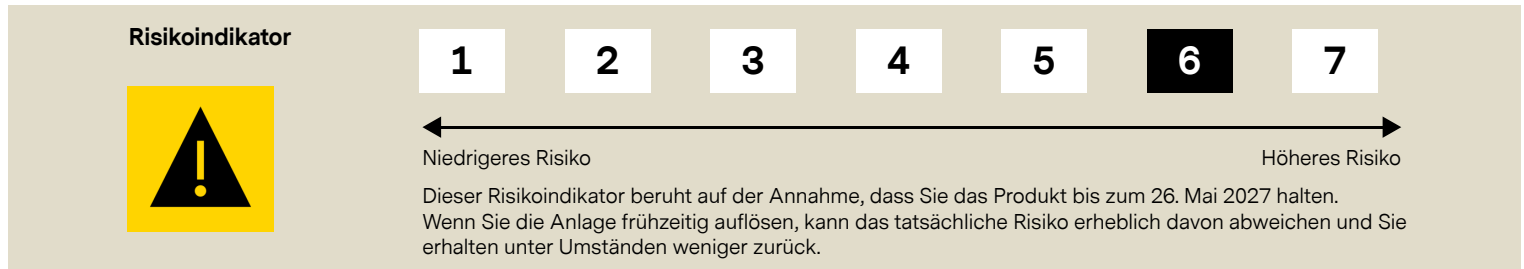 Risikoindikator
1 2 3 4 5 6 7
Niedrigeres Risiko Höheres Risiko
Dieser Risikoindikator beruht auf der Annahme, dass Sie das Produkt bis zum 26. Mai 2027 halten.
Wenn Sie die Anlage frühzeitig auflösen, kann das tatsächliche Risiko erheblich davon abweichen und Sie
erhalten unter Umständen weniger zurück.